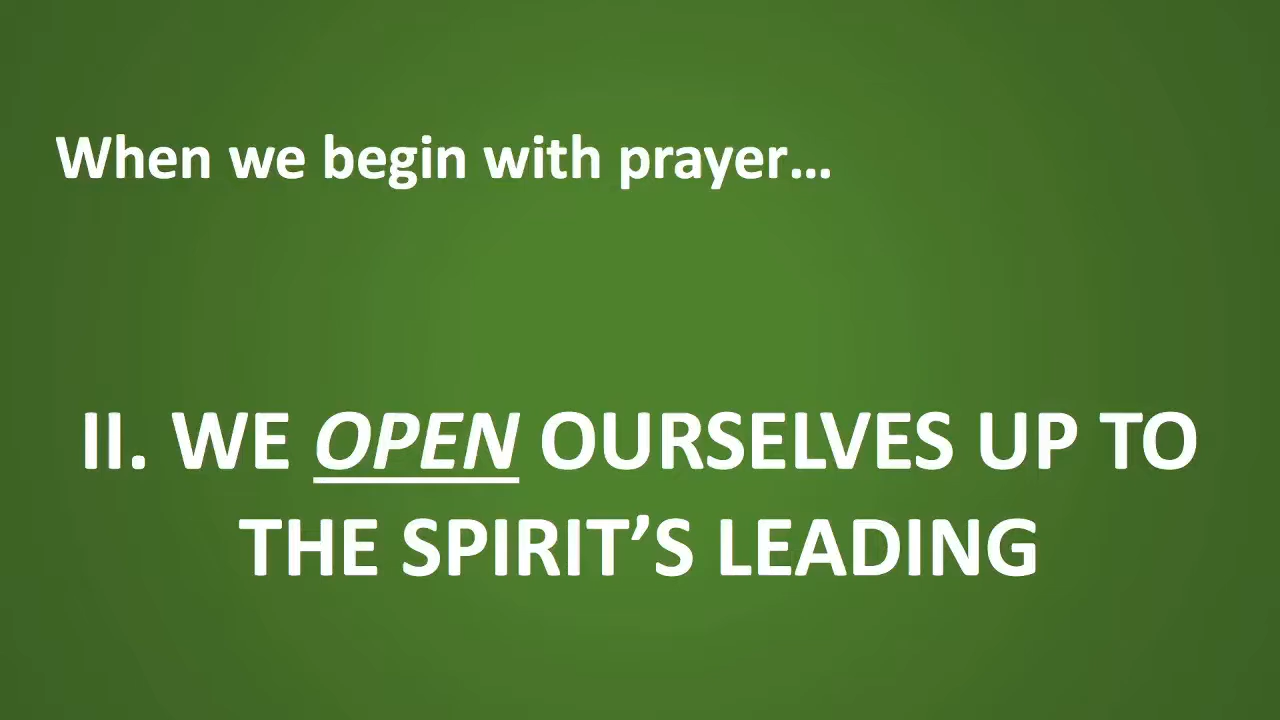 When we begin with prayer…
II. WE OPEN OURSELVES UP TO
THE SPIRIT’S LEADING